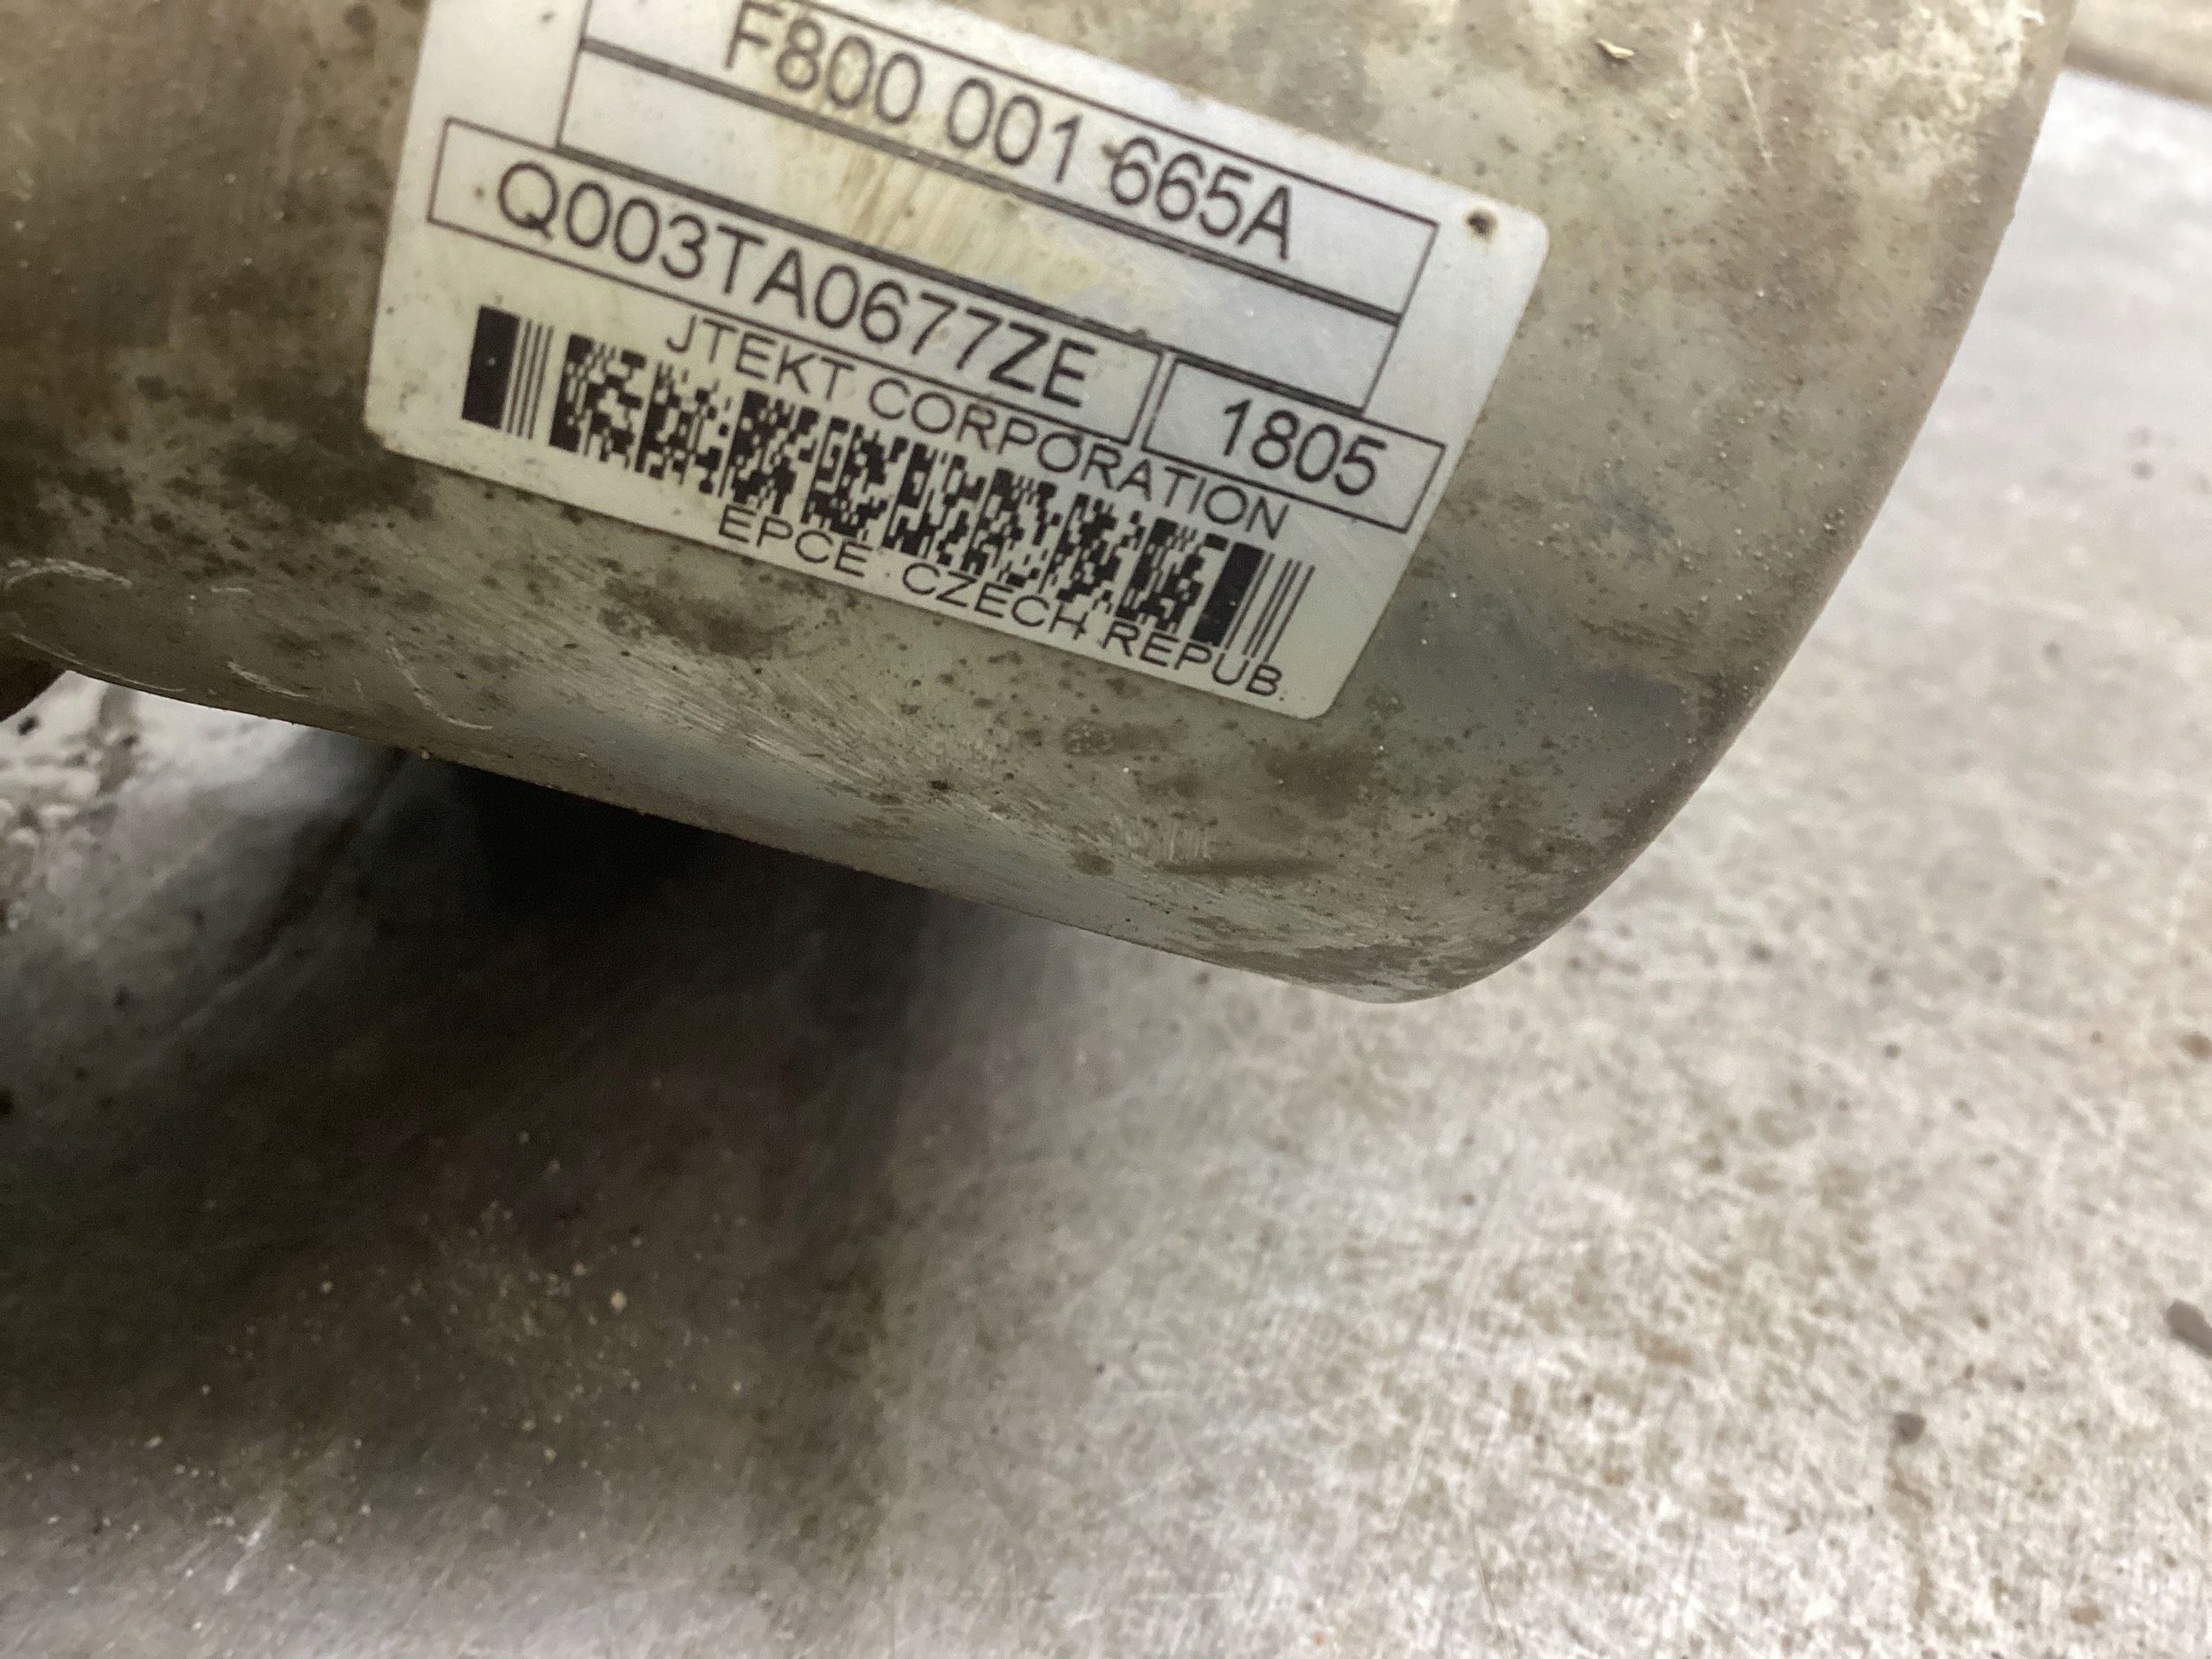 F800 001 665A
Q003TA0677ZE 1805
JTEKT CORPORATION
EPCE CZECH REPUB.